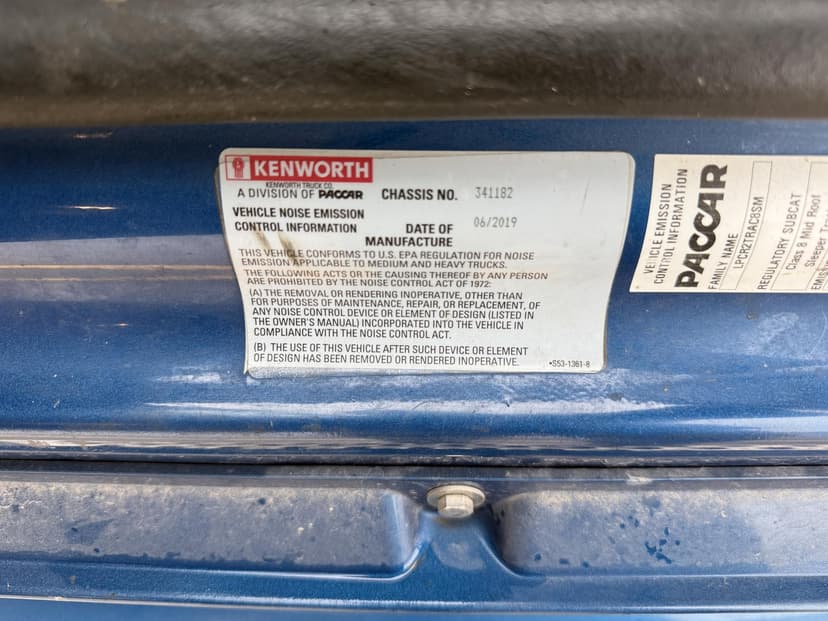 KENWORTH
KENWORTH TRUCK CO.
A DIVISION OF PACCAR
CHASSIS NO. 341182
VEHICLE NOISE EMISSION
CONTROL INFORMATION
DATE OF
MANUFACTURE
06/2019
THIS VEHICLE CONFORMS TO U.S. EPA REGULATION FOR NOISE
EMISSION APPLICABLE TO MEDIUM AND HEAVY TRUCKS.
THE FOLLOWING ACTS OR THE CAUSING THEREOF BY ANY PERSON
ARE PROHIBITED BY THE NOISE CONTROL ACT OF 1972:
(A) THE REMOVAL OR RENDERING INOPERATIVE, OTHER THAN
FOR PURPOSES OF MAINTENANCE, REPAIR, OR REPLACEMENT, OF
ANY NOISE CONTROL DEVICE OR ELEMENT OF DESIGN (LISTED IN
THE OWNER'S MANUAL) INCORPORATED INTO THE VEHICLE IN
COMPLIANCE WITH THE NOISE CONTROL ACT.
(B) THE USE OF THIS VEHICLE AFTER SUCH DEVICE OR ELEMENT
OF DESIGN HAS BEEN REMOVED OR RENDERED INOPERATIVE.
•S53-1361-8
VEHICLE EMISSION
CONTROL INFORMATION
PACCAR
FAMILY NAME
LPCR2TRAC8SM
REGULATORY SUBCAT
Class 8 Mid Roof
Sleeper